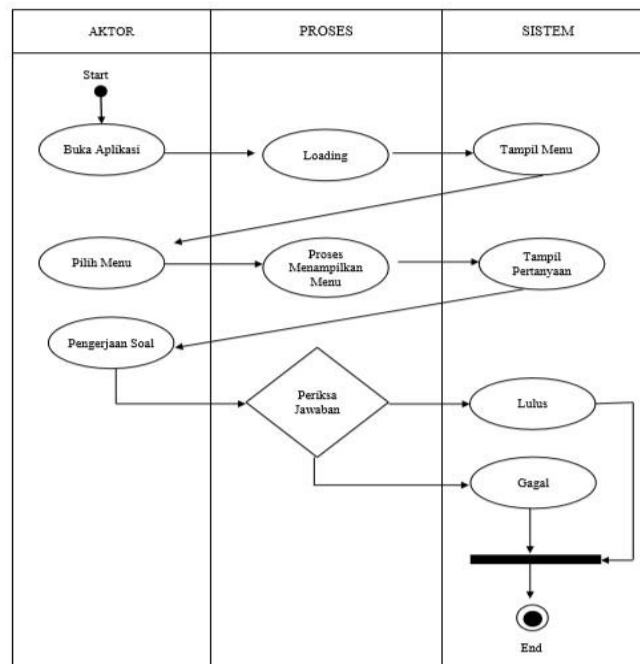 AKTOR
PROSES
SISTEM
Start
Buka Aplikasi
Loading
Tampil Menu
Pilih Menu
Proses
Menampilkan
Menu
Tampil
Pertanyaan
Pengerjaan Soal
Periksa
Jawaban
Lulus
Gagal
End